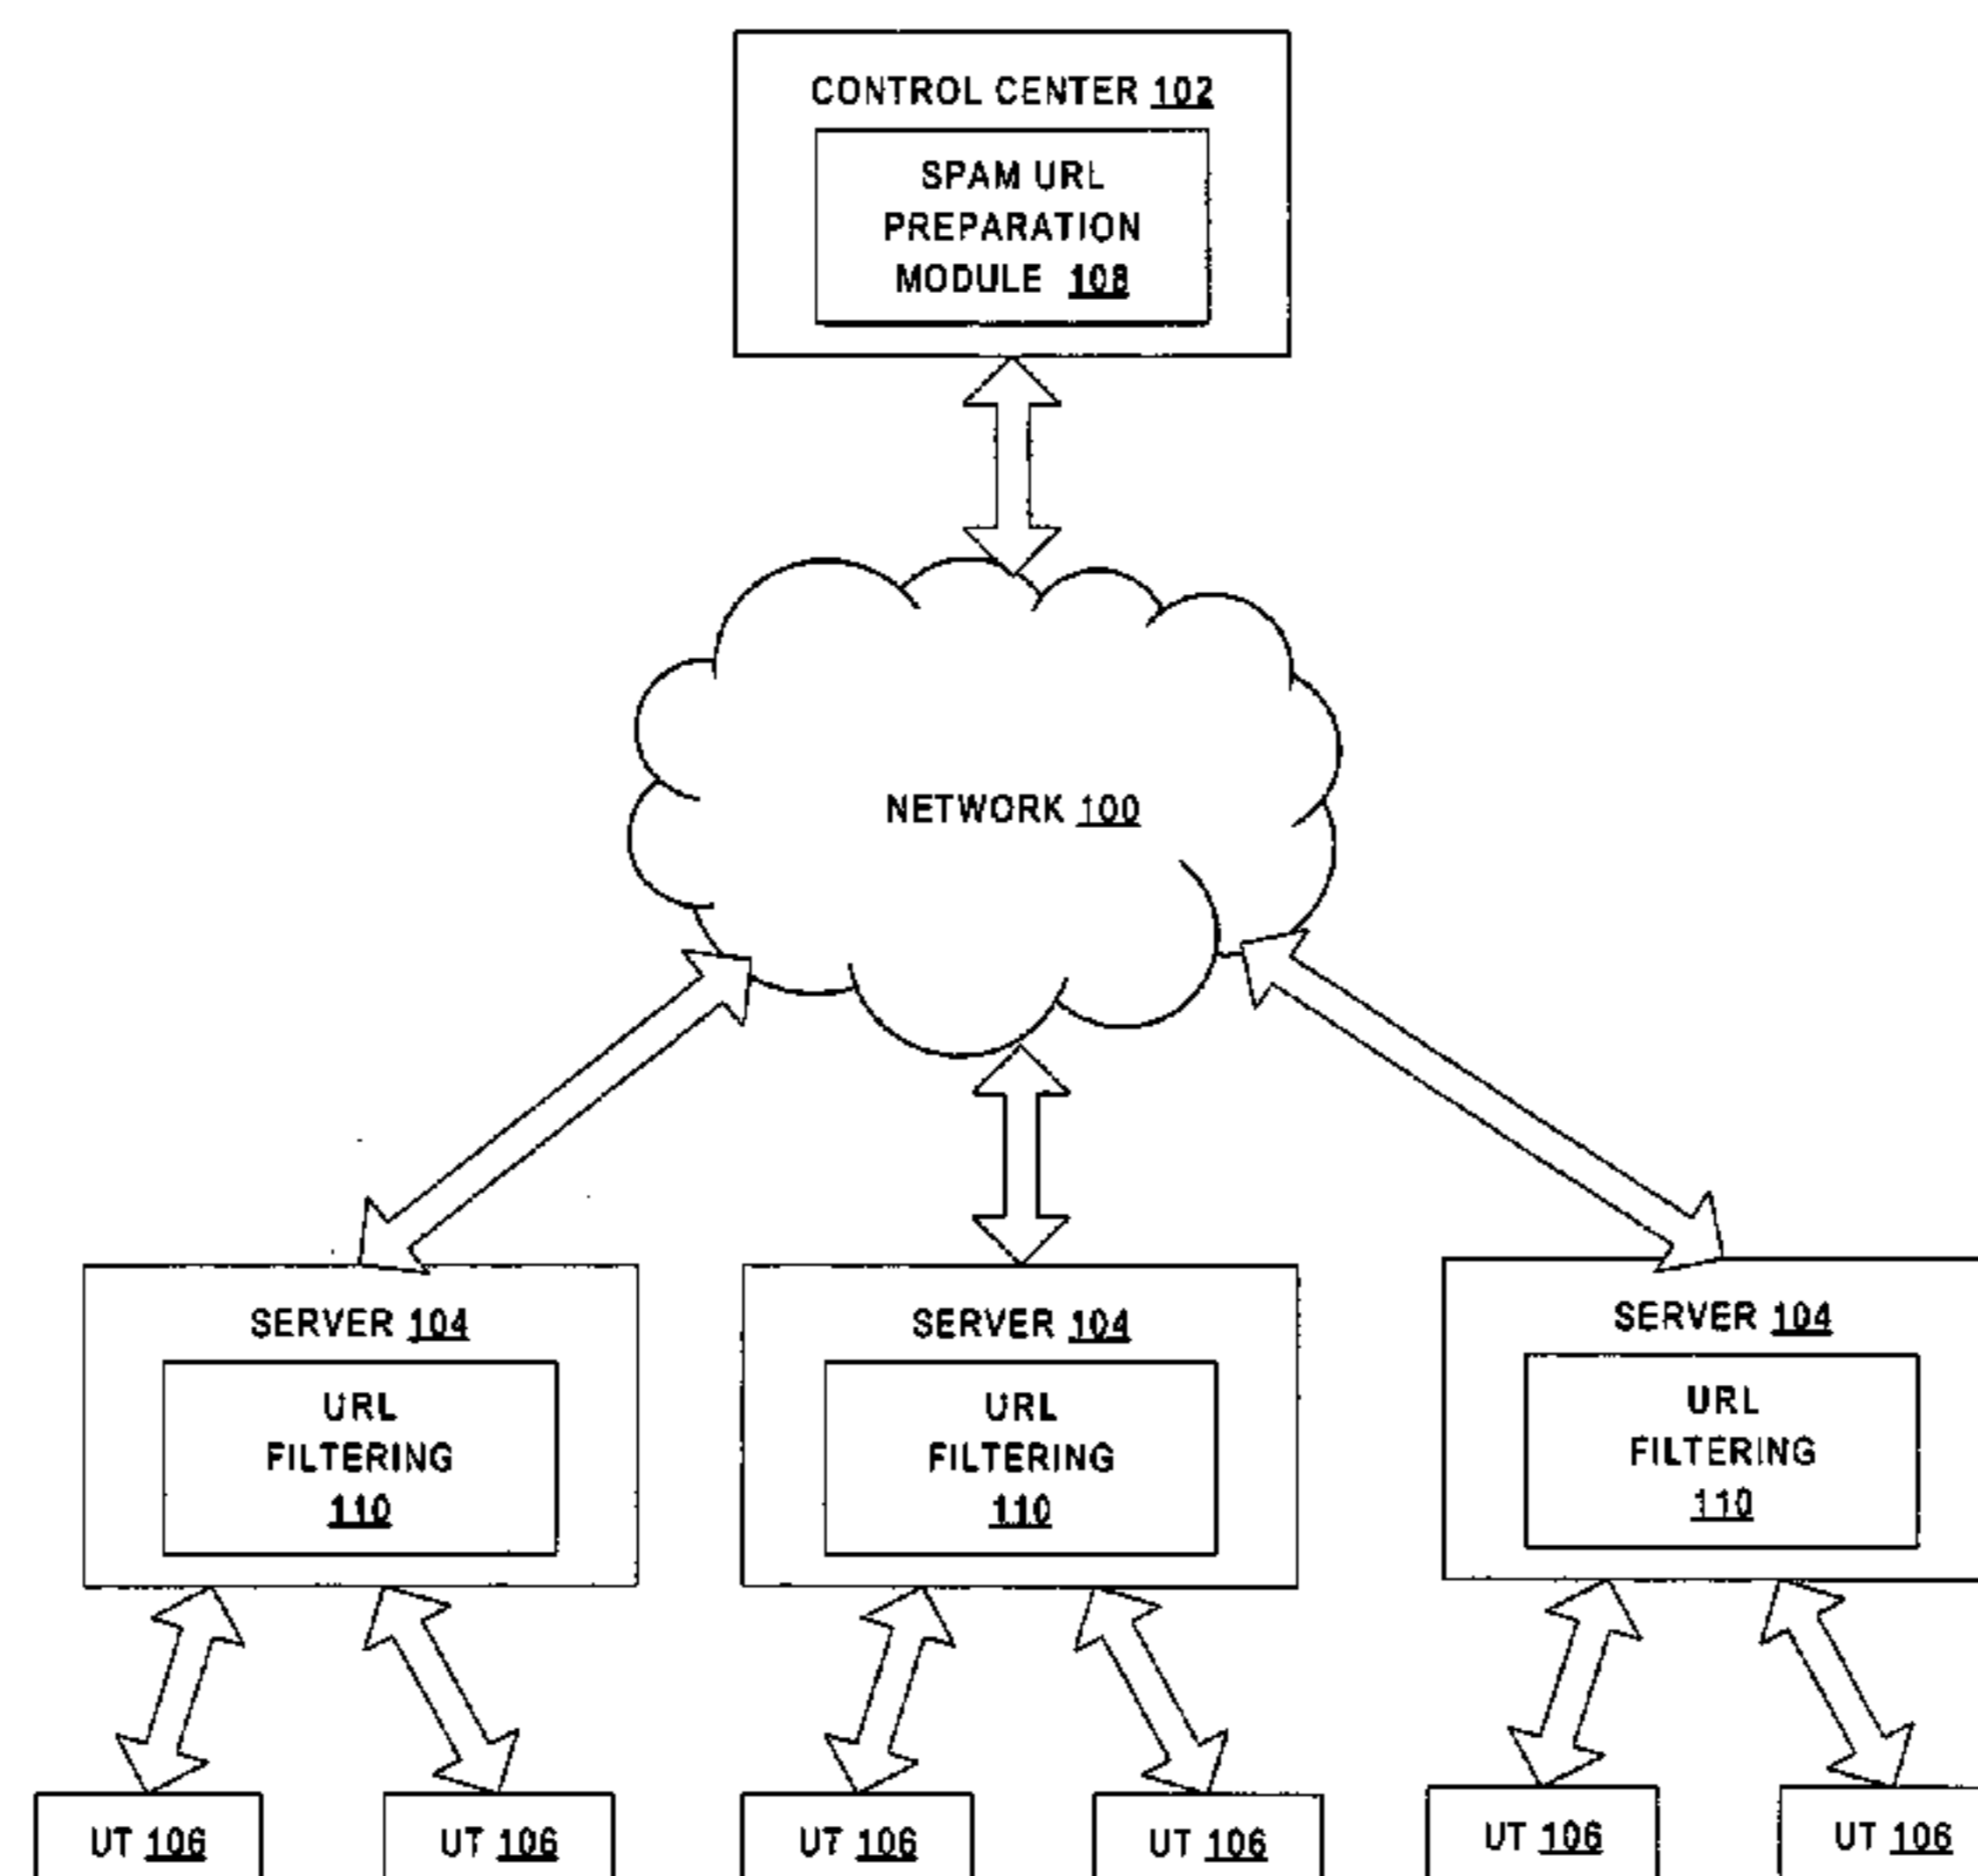 CONTROL CENTER 102
SPAM URL
PREPARATION
MODULE 108
NETWORK 100
SERVER 104
URL
FILTERING
110
SERVER 104
URL
FILTERING
110
SERVER 104
URL
FILTERING
110
UT 106
UT 106
UT 106
UT 106
UT 106
UT 106